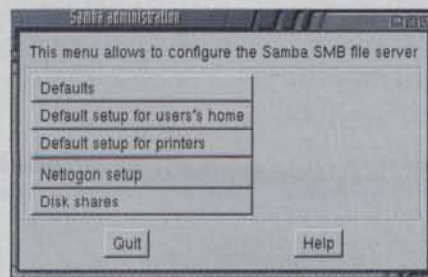 Samba administration
This menu allows to configure the Samba SMB file server
Defaults
Default setup for users's home
Default setup for printers
Netlogon setup
Disk shares
Quit
Help